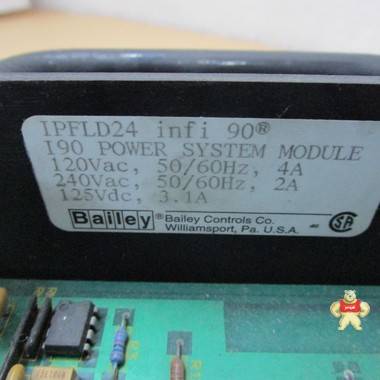 IPFLD24 infi 90®
I90 POWER SYSTEM MODULE
120Vac, 50/60Hz, 4A
240Vac, 50/60Hz, 2A
125Vdc, 3.1A
Bailey Bailey Controls Co.
Williamsport, Pa. U.S.A.